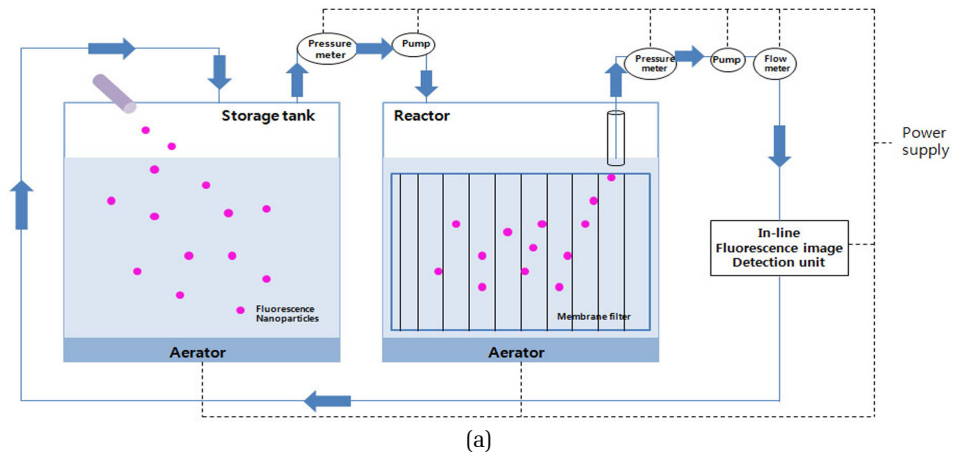 Pressure
meter
Pump
Pressure
meter
Pump
Flow
meter
Storage tank
Reactor
Power
supply
In-line
Fluorescence image
Detection unit
Fluorescence
Nanoparticles
Membrane filter
Aerator
Aerator
(a)